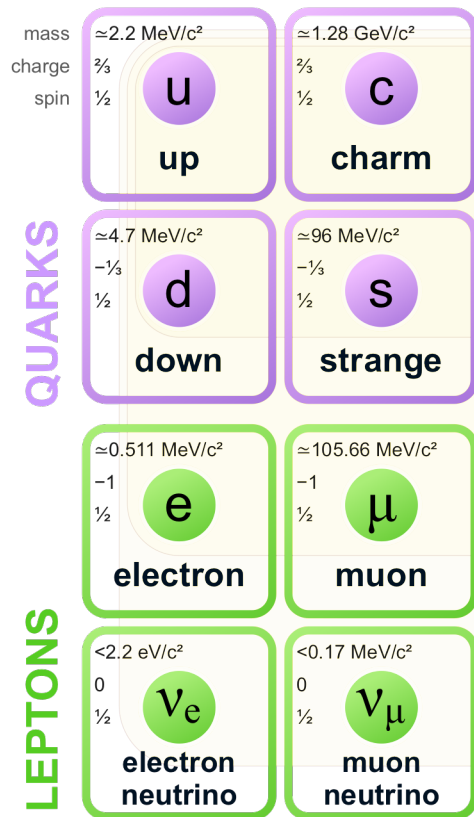 mass
charge
spin
≃2.2 MeV/c²
⅔
½
u
up
≃1.28 GeV/c²
⅔
½
c
charm
QUARKS
≃4.7 MeV/c²
−⅓
½
d
down
≃96 MeV/c²
−⅓
½
s
strange
≃0.511 MeV/c²
−1
½
e
electron
≃105.66 MeV/c²
−1
½
μ
muon
LEPTONS
<2.2 eV/c²
0
½
νe
electron
neutrino
<0.17 MeV/c²
0
½
νμ
muon
neutrino